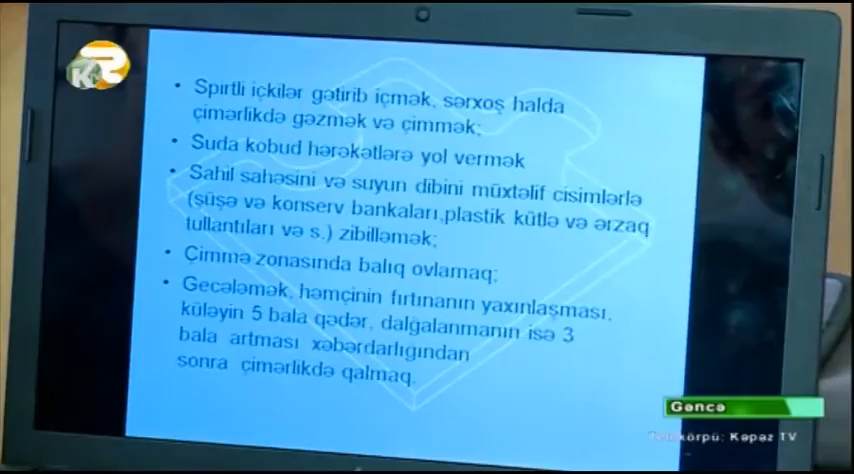 KR
• Spirtli içkilər gətirib içmək, sərxoş halda
çimərlikdə gəzmək və çimmək;
• Suda kobud hərəkətlərə yol vermək
• Sahil sahəsini və suyun dibini müxtəlif cisimlərlə
(şüşə və konserv bankaları,plastik kütlə və ərzaq
tullantıları və s.) zibilləmək;
• Çimmə zonasında balıq ovlamaq;
• Gecələmək, həmçinin fırtınanın yaxınlaşması,
küləyin 5 bala qədər, dalğalanmanın isə 3
bala artması xəbərdarlığından
sonra çimərlikdə qalmaq.
Gəncə
Telekörpü: Kəpəz TV